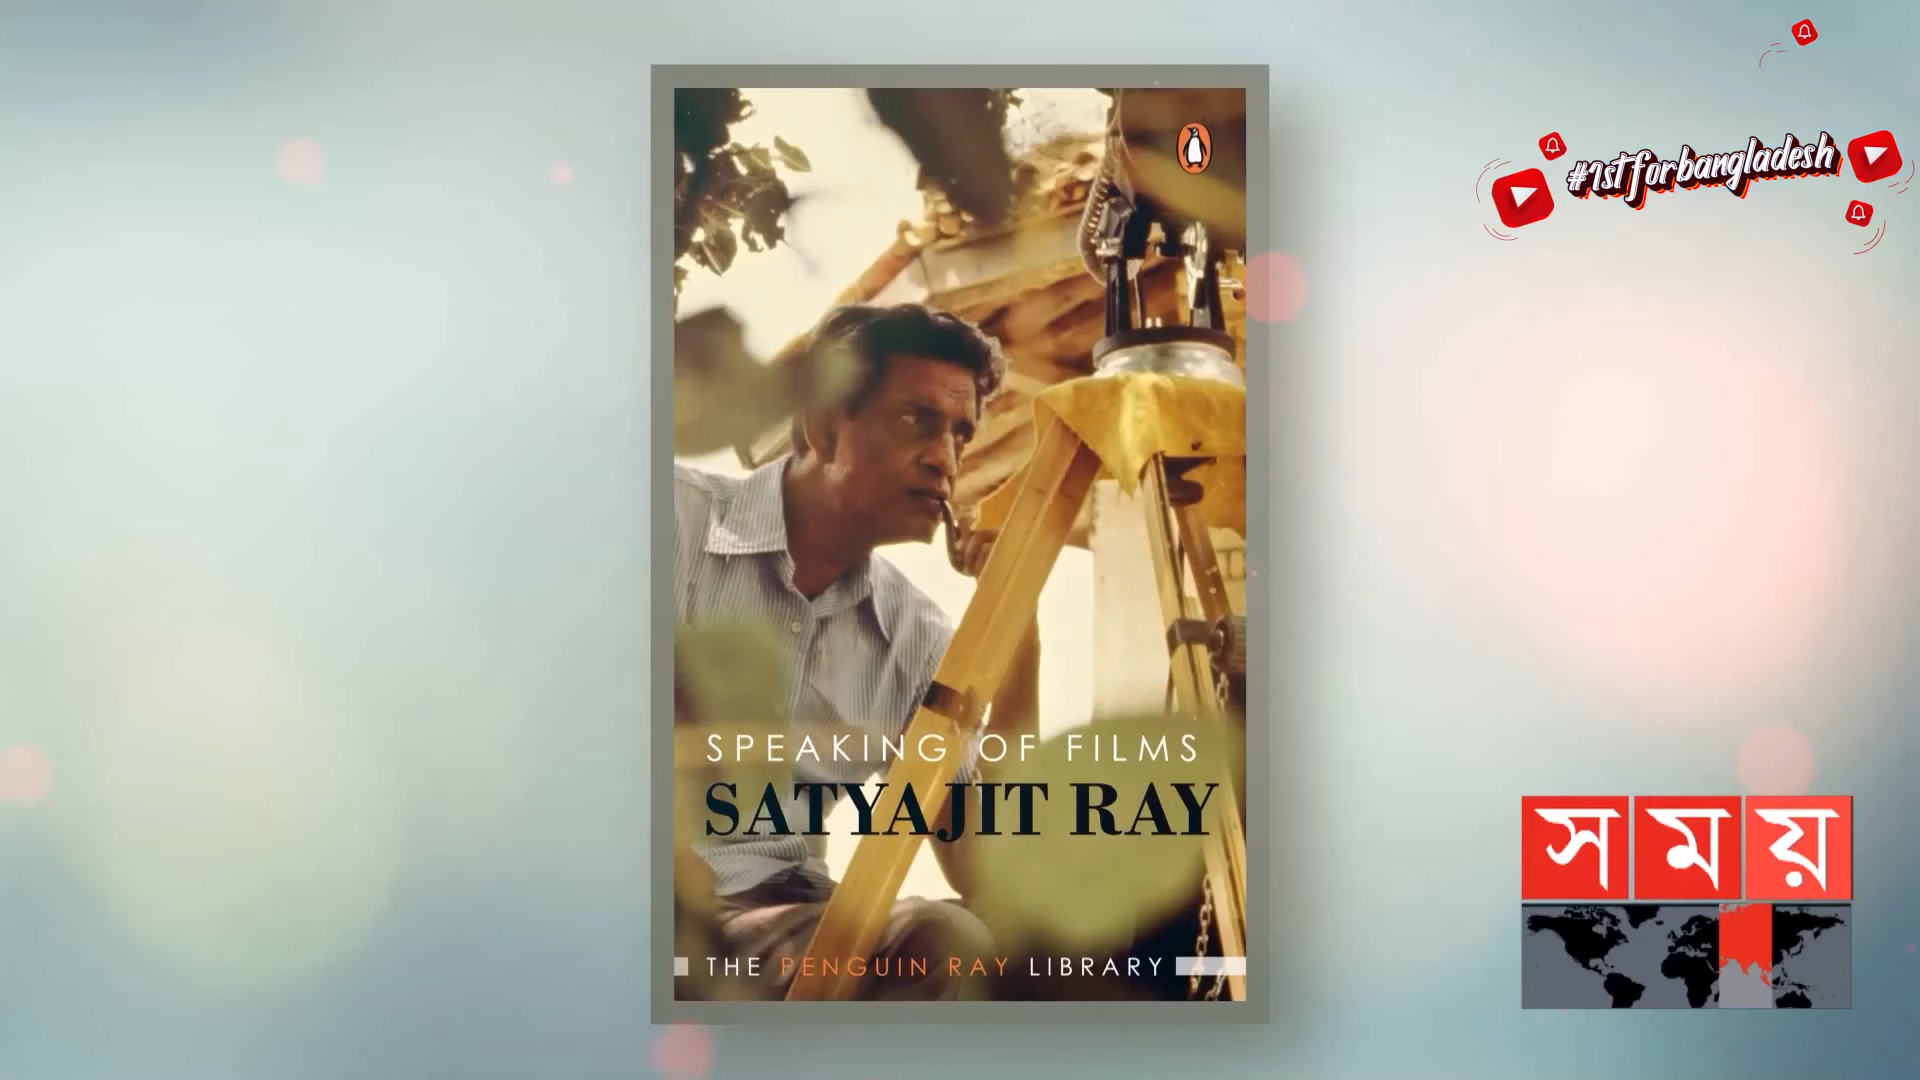 #1stforbangladesh
SPEAKING OF FILMS
SATYAJIT RAY
THE PENGUIN RAY LIBRARY
সময়